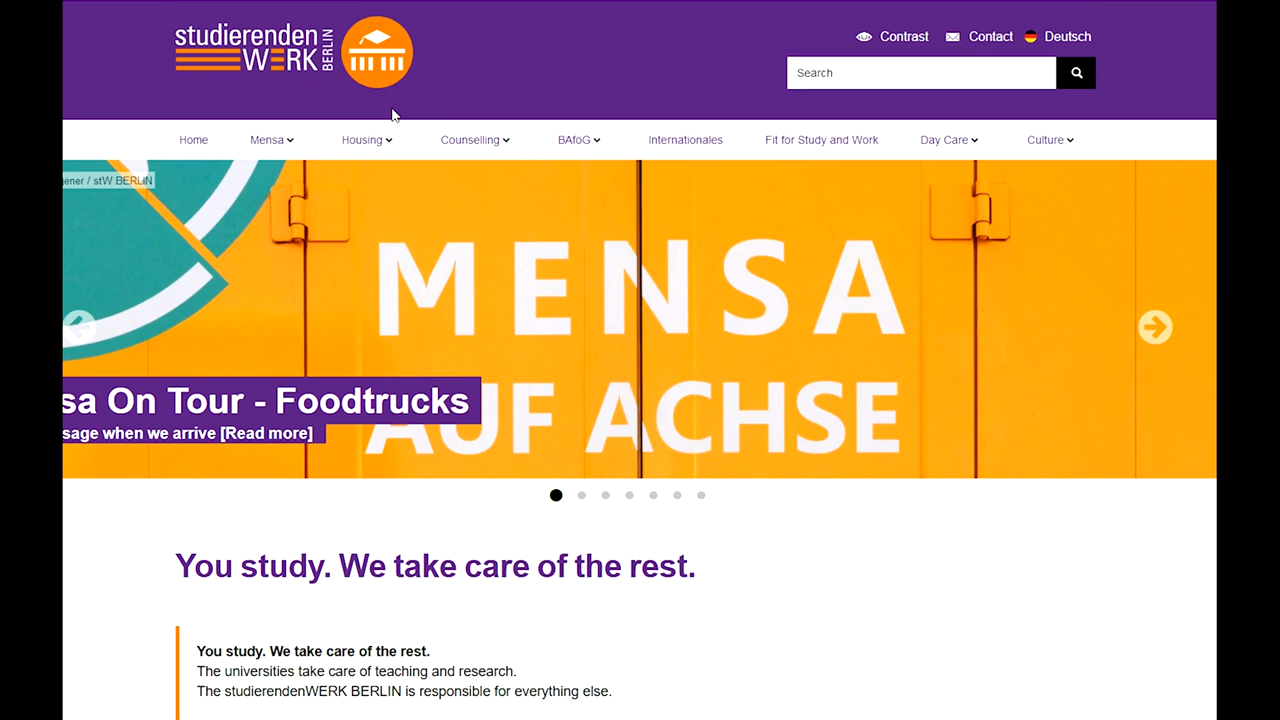 studierenden
WERK BERLIN
Contrast
Contact
Deutsch
Search
Home
Mensa
Housing
Counselling
BAföG
Internationales
Fit for Study and Work
Day Care
Culture
gener / stW BERLIN
MENSA
AUF ACHSE
sa On Tour - Foodtrucks
sage when we arrive [Read more]
You study. We take care of the rest.
You study. We take care of the rest.
The universities take care of teaching and research.
The studierendenWERK BERLIN is responsible for everything else.